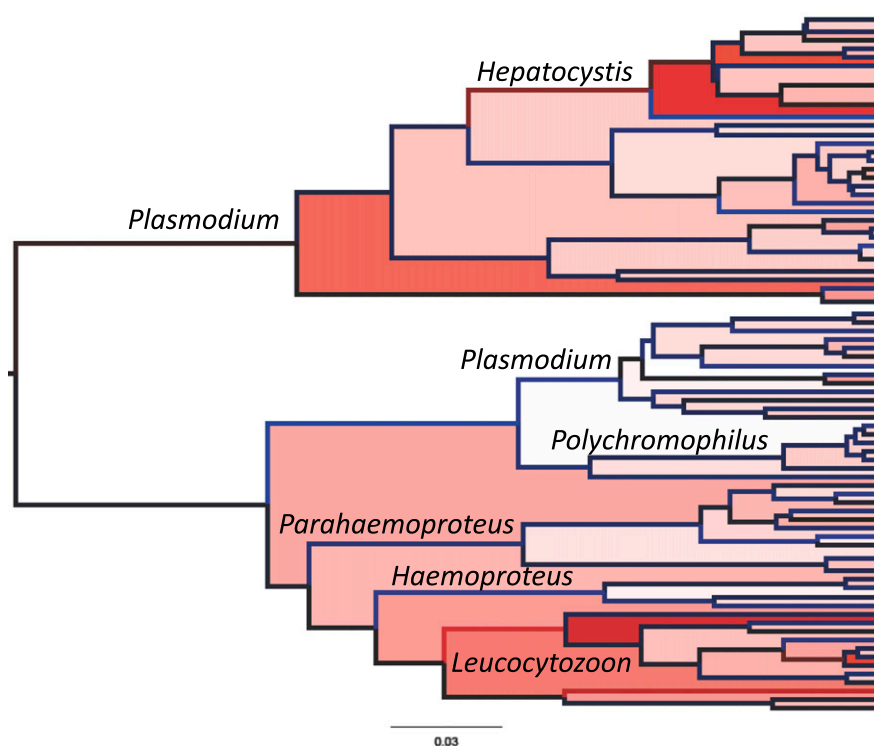 Hepatocystis
Plasmodium
Plasmodium
Polychromophilus
Parahaemoproteus
Haemoproteus
Leucocytozoon
0.03